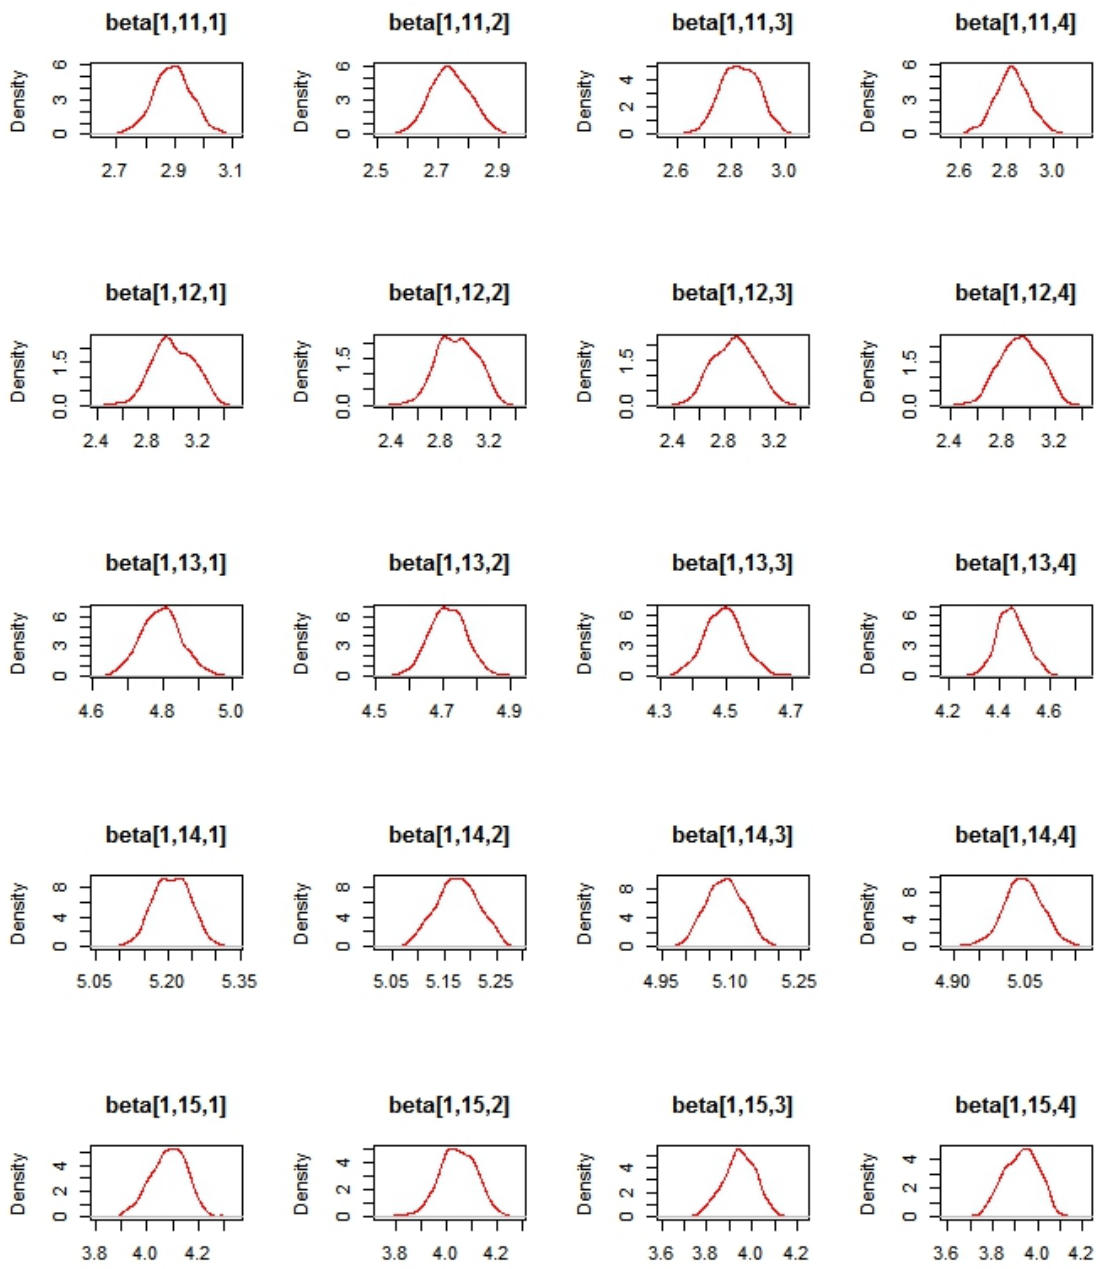 beta[1,11,1] beta[1,11,2] beta[1,11,3] beta[1,11,4]
Density 0 3 6 Density 0 3 6 Density 0 2 4 Density 0 3 6
2.7 2.9 3.1 2.5 2.7 2.9 2.6 2.8 3.0 2.6 2.8 3.0
beta[1,12,1] beta[1,12,2] beta[1,12,3] beta[1,12,4]
Density 0.0 1.5 Density 0.0 1.5 Density 0.0 1.5 Density 0.0 1.5
2.4 2.8 3.2 2.4 2.8 3.2 2.4 2.8 3.2 2.4 2.8 3.2
beta[1,13,1] beta[1,13,2] beta[1,13,3] beta[1,13,4]
Density 0 3 6 Density 0 3 6 Density 0 3 6 Density 0 3 6
4.6 4.8 5.0 4.5 4.7 4.9 4.3 4.5 4.7 4.2 4.4 4.6
beta[1,14,1] beta[1,14,2] beta[1,14,3] beta[1,14,4]
Density 0 4 8 Density 0 4 8 Density 0 4 8 Density 0 4 8
5.05 5.20 5.35 5.05 5.15 5.25 4.95 5.10 5.25 4.90 5.05
beta[1,15,1] beta[1,15,2] beta[1,15,3] beta[1,15,4]
Density 0 2 4 Density 0 2 4 Density 0 2 4 Density 0 2 4
3.8 4.0 4.2 3.8 4.0 4.2 3.6 3.8 4.0 4.2 3.6 3.8 4.0 4.2